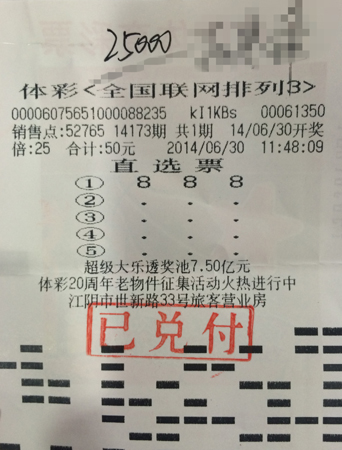 25000
体彩<全国联网排列3>
00006075651000088235 kI1KBs 00061350
销售点:52765 14173期 共1期 14/06/30开奖
倍:25 合计:50元 2014/06/30 11:48:09
直选票
① 8 8 8
② . . .
③ . . .
④ . . .
⑤ . . .
超级大乐透奖池7.50亿元
体彩20周年老物件征集活动火热进行中
江阴市世新路33号旅客营业房
已兑付